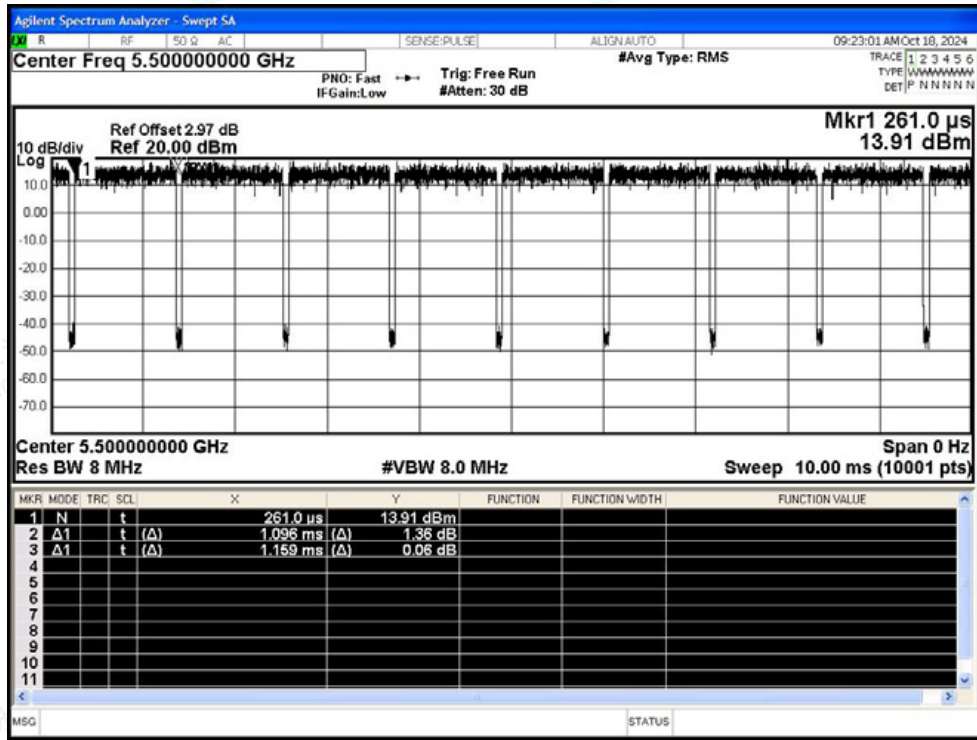 Agilent Spectrum Analyzer - Swept SA
R RF 50 Ω AC SENSE:PULSE ALIGN AUTO 09:23:01 AM Oct 18, 2024
Center Freq 5.500000000 GHz
PNO: Fast
IFGain:Low
Trig: Free Run
#Atten: 30 dB
#Avg Type: RMS
TRACE 1 2 3 4 5 6
TYPE WWWWWW
DET P N N N N N
Mkr1 261.0 µs
13.91 dBm
10 dB/div
Log
Ref Offset 2.97 dB
Ref 20.00 dBm
1
10.0
0.00
-10.0
-20.0
-30.0
-40.0
-50.0
-60.0
-70.0
Center 5.500000000 GHz Span 0 Hz
Res BW 8 MHz #VBW 8.0 MHz Sweep 10.00 ms (10001 pts)
MKR MODE TRC SCL X Y FUNCTION FUNCTION WIDTH FUNCTION VALUE
1 N t 261.0 µs 13.91 dBm
2 Δ1 t (Δ) 1.096 ms (Δ) 1.36 dB
3 Δ1 t (Δ) 1.159 ms (Δ) 0.06 dB
4
5
6
7
8
9
10
11
MSG STATUS